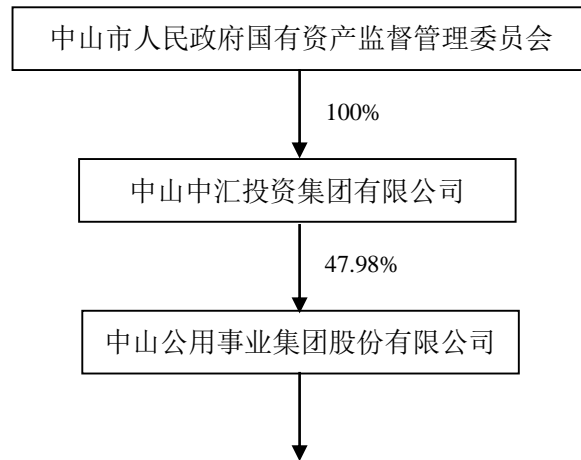 中山市人民政府国有资产监督管理委员会
100%
中山中汇投资集团有限公司
47.98%
中山公用事业集团股份有限公司